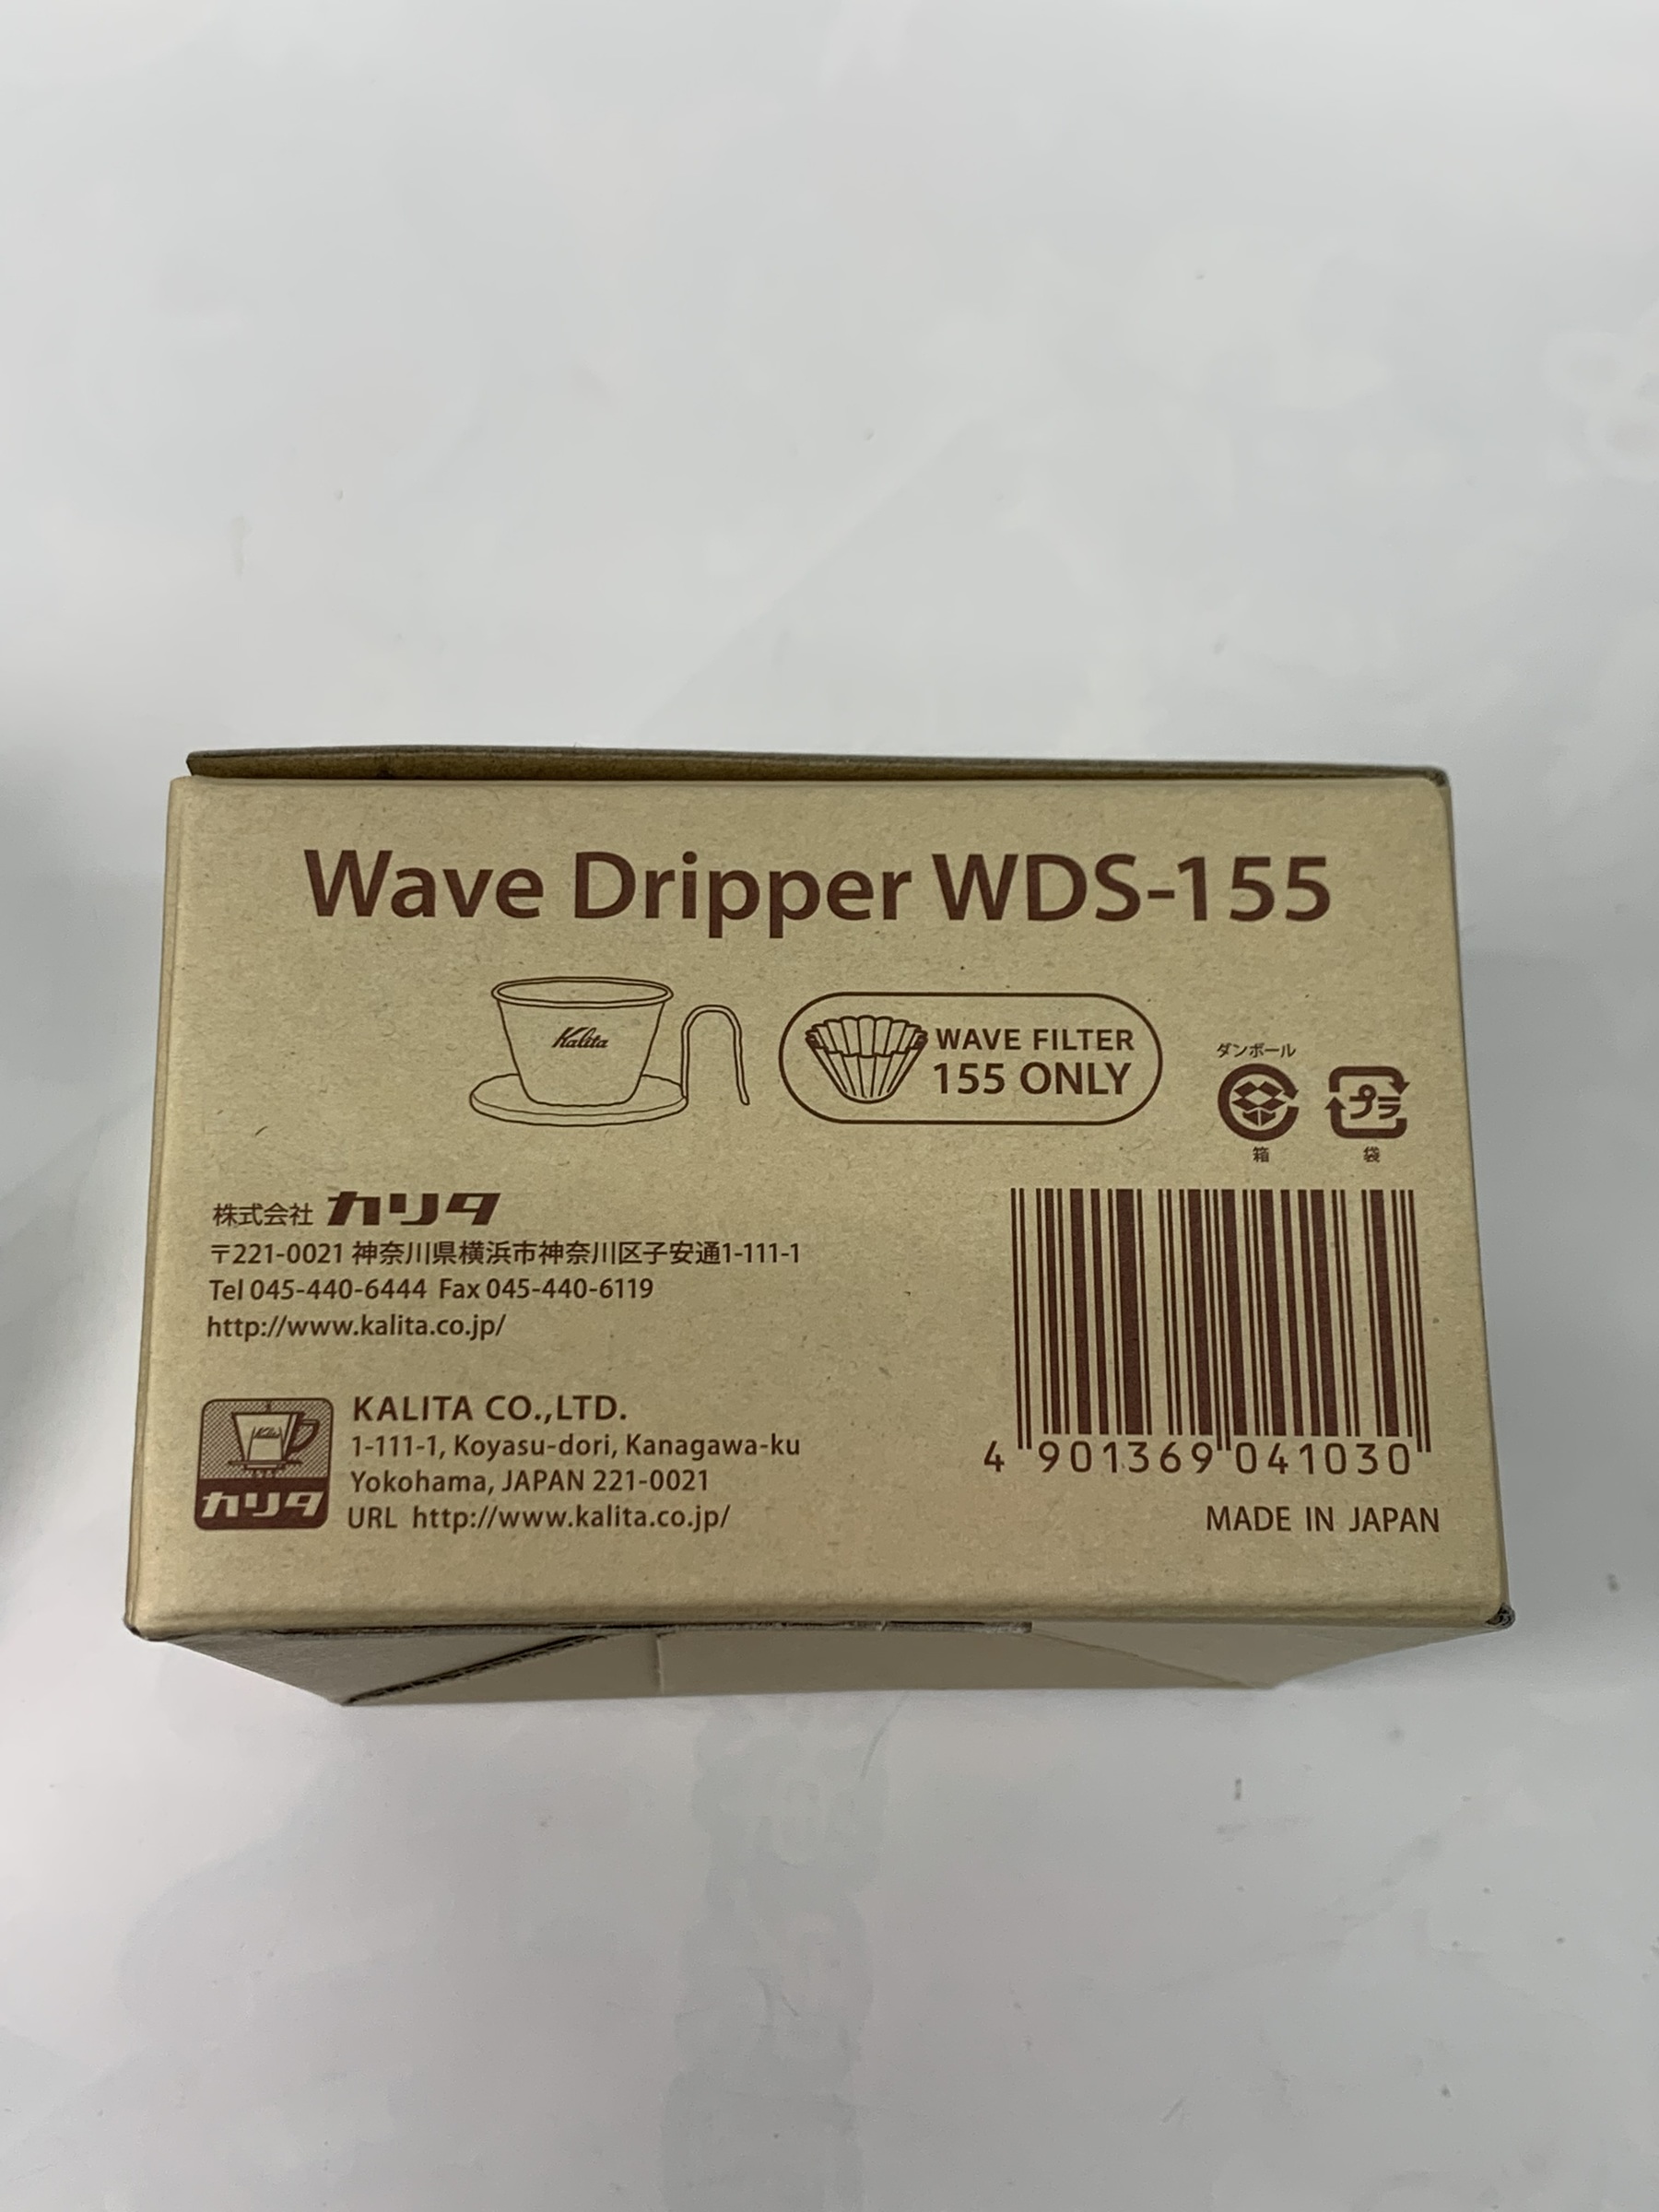 Wave Dripper WDS-155
Kalita
WAVE FILTER
155 ONLY
ダンボール
プラ
箱
袋
株式会社 カリタ
〒221-0021 神奈川県横浜市神奈川区子安通1-111-1
Tel 045-440-6444 Fax 045-440-6119
http://www.kalita.co.jp/
KALITA CO.,LTD.
1-111-1, Koyasu-dori, Kanagawa-ku
Yokohama, JAPAN 221-0021
URL http://www.kalita.co.jp/
カリタ
4 901369 041030
MADE IN JAPAN